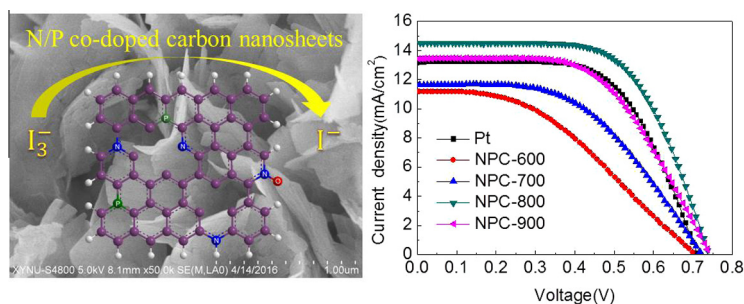 N/P co-doped carbon nanosheets
I₃⁻
I⁻
P
N
N
N
O
P
N
XYNU-S4800 5.0kV 8.1mm x50.0k SE(M,LA0) 4/14/2016
1.00um
Current density(mA/cm²)
16
14
12
10
8
6
4
2
0
Pt
NPC-600
NPC-700
NPC-800
NPC-900
0.0 0.1 0.2 0.3 0.4 0.5 0.6 0.7 0.8
Voltage(V)